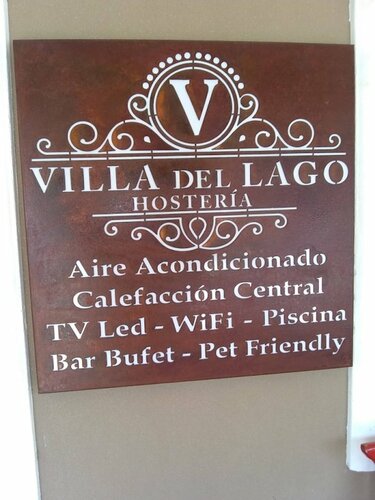 V
VILLA DEL LAGO
HOSTERÍA
Aire Acondicionado
Calefacción Central
TV Led - WiFi - Piscina
Bar Bufet - Pet Friendly